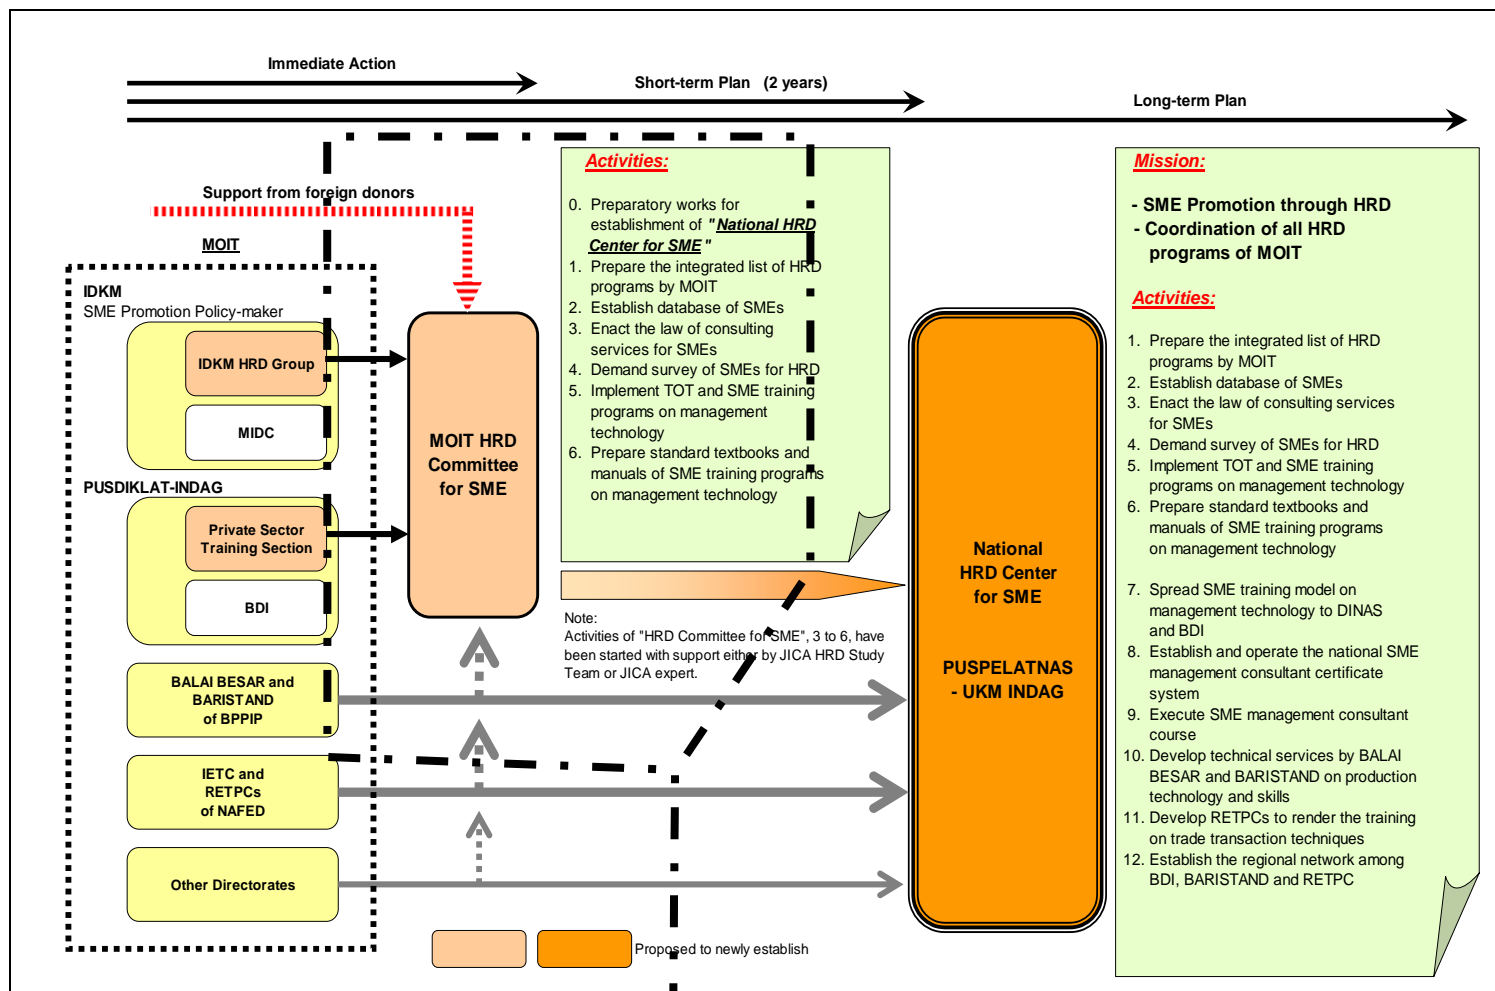 Immediate Action
Short-term Plan (2 years)
Long-term Plan
Support from foreign donors
MOIT
IDKM
SME Promotion Policy-maker
IDKM HRD Group
MIDC
PUSDIKLAT-INDAG
Private Sector
Training Section
BDI
BALAI BESAR and
BARISTAND
of BPPIP
IETC and
RETPCs
of NAFED
Other Directorates
MOIT HRD
Committee
for SME
Activities:
0. Preparatory works for
establishment of "National HRD
Center for SME"
1. Prepare the integrated list of HRD
programs by MOIT
2. Establish database of SMEs
3. Enact the law of consulting
services for SMEs
4. Demand survey of SMEs for HRD
5. Implement TOT and SME training
programs on management
technology
6. Prepare standard textbooks and
manuals of SME training programs
on management technology
Note:
Activities of "HRD Committee for SME", 3 to 6, have
been started with support either by JICA HRD Study
Team or JICA expert.
National
HRD Center
for SME
PUSPELATNAS
- UKM INDAG
Mission:
- SME Promotion through HRD
- Coordination of all HRD
programs of MOIT
Activities:
1. Prepare the integrated list of HRD
programs by MOIT
2. Establish database of SMEs
3. Enact the law of consulting services
for SMEs
4. Demand survey of SMEs for HRD
5. Implement TOT and SME training
programs on management technology
6. Prepare standard textbooks and
manuals of SME training programs
on management technology
7. Spread SME training model on
management technology to DINAS
and BDI
8. Establish and operate the national SME
management consultant certificate
system
9. Execute SME management consultant
course
10. Develop technical services by BALAI
BESAR and BARISTAND on production
technology and skills
11. Develop RETPCs to render the training
on trade transaction techniques
12. Establish the regional network among
BDI, BARISTAND and RETPC
Proposed to newly establish